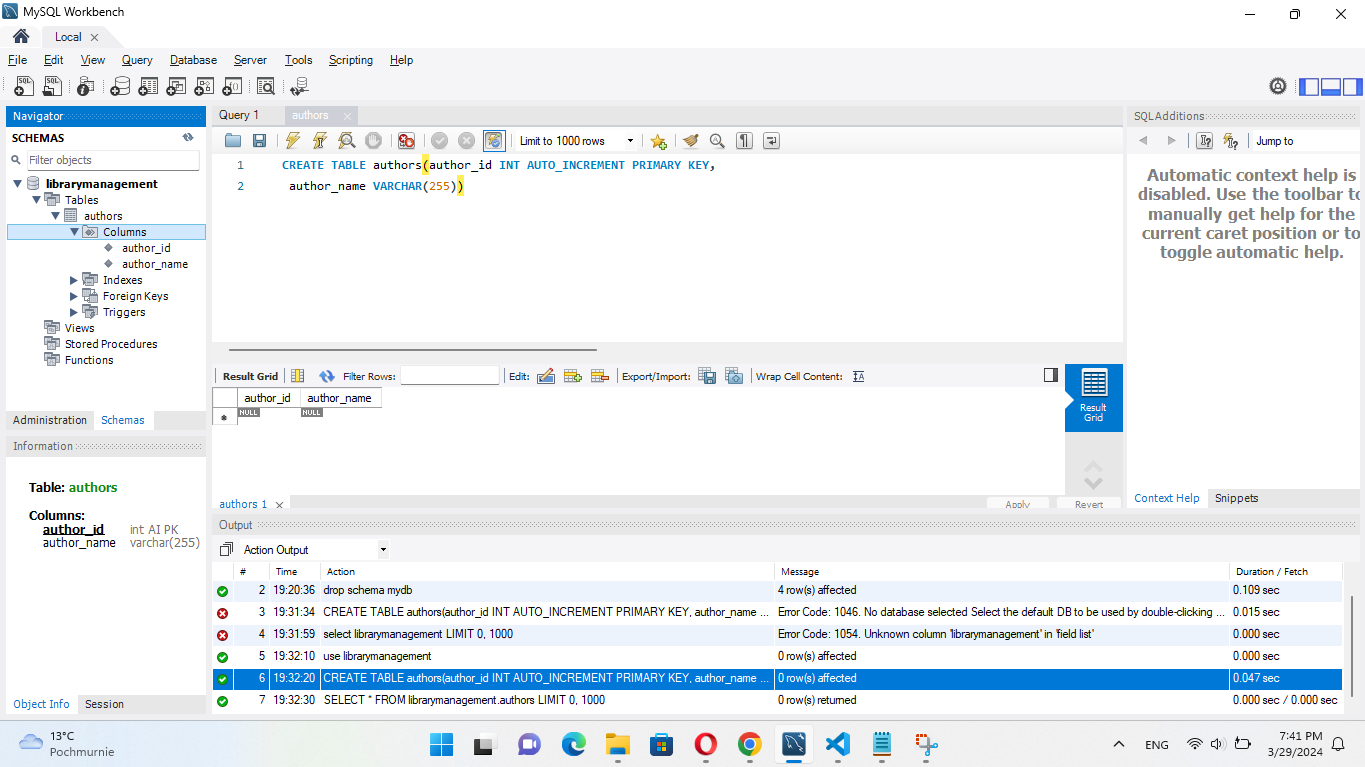 MySQL Workbench
Local
File Edit View Query Database Server Tools Scripting Help
Navigator
SCHEMAS
Filter objects
librarymanagement
Tables
authors
Columns
author_id
author_name
Indexes
Foreign Keys
Triggers
Views
Stored Procedures
Functions
Administration Schemas
Information
Table: authors
Columns:
author_id int AI PK
author_name varchar(255)
Object Info Session
Query 1 authors
Limit to 1000 rows
1 CREATE TABLE authors(author_id INT AUTO_INCREMENT PRIMARY KEY,
2 author_name VARCHAR(255))
Result Grid Filter Rows: Edit: Export/Import: Wrap Cell Content:
author_id author_name
NULL NULL
Result
Grid
authors 1 Apply Revert
SQLAdditions
Jump to
Automatic context help is
disabled. Use the toolbar to
manually get help for the
current caret position or to
toggle automatic help.
Context Help Snippets
Output
Action Output
# Time Action Message Duration / Fetch
2 19:20:36 drop schema mydb 4 row(s) affected 0.109 sec
3 19:31:34 CREATE TABLE authors(author_id INT AUTO_INCREMENT PRIMARY KEY, author_name ... Error Code: 1046. No database selected Select the default DB to be used by double-clicking ... 0.015 sec
4 19:31:59 select librarymanagement LIMIT 0, 1000 Error Code: 1054. Unknown column 'librarymanagement' in 'field list' 0.000 sec
5 19:32:10 use librarymanagement 0 row(s) affected 0.000 sec
6 19:32:20 CREATE TABLE authors(author_id INT AUTO_INCREMENT PRIMARY KEY, author_name ... 0 row(s) affected 0.047 sec
7 19:32:30 SELECT * FROM librarymanagement.authors LIMIT 0, 1000 0 row(s) returned 0.000 sec / 0.000 sec
13°C
Pochmurnie
ENG
7:41 PM
3/29/2024